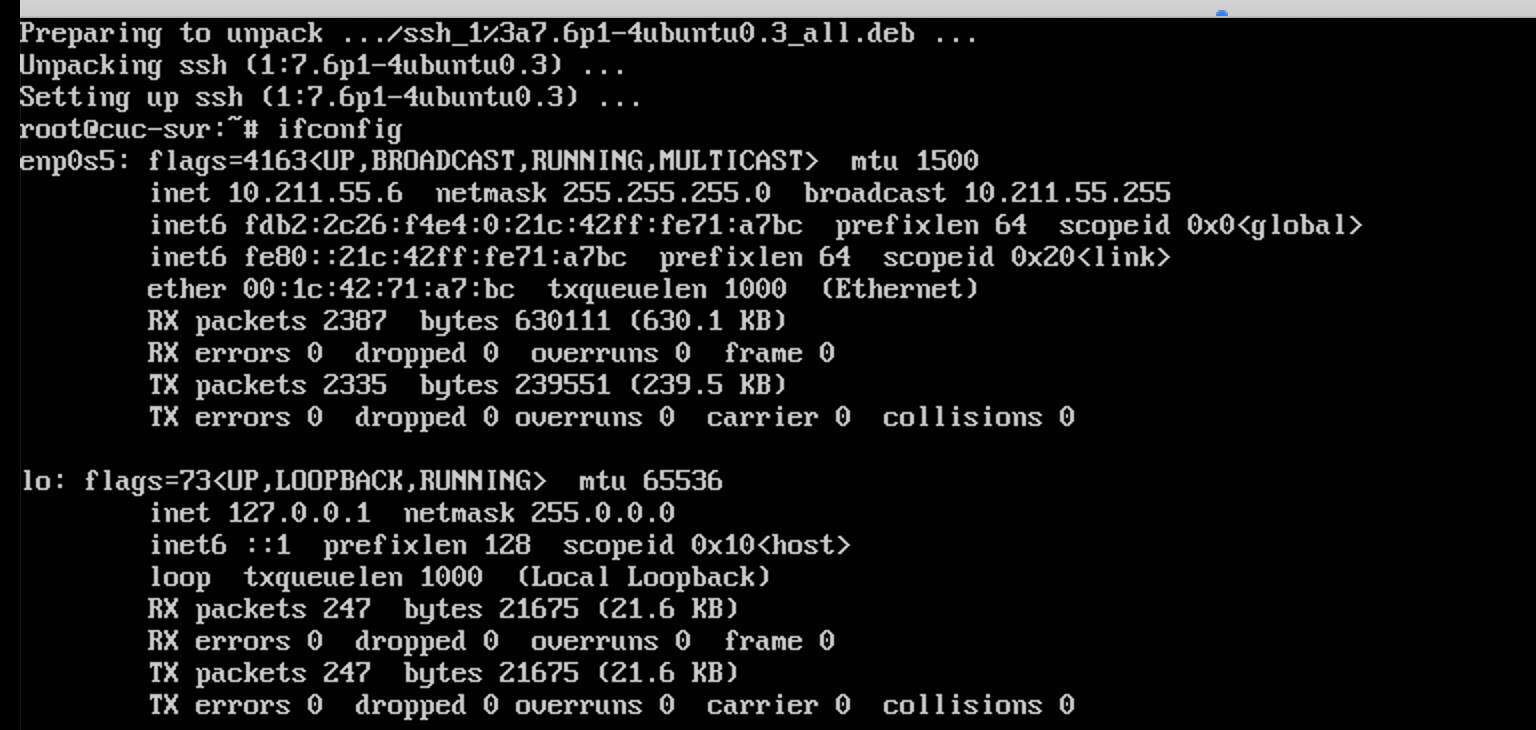 Preparing to unpack .../ssh_1%3a7.6p1-4ubuntu0.3_all.deb ...
Unpacking ssh (1:7.6p1-4ubuntu0.3) ...
Setting up ssh (1:7.6p1-4ubuntu0.3) ...
root@cuc-svr:~# ifconfig
enp0s5: flags=4163<UP,BROADCAST,RUNNING,MULTICAST>  mtu 1500
        inet 10.211.55.6  netmask 255.255.255.0  broadcast 10.211.55.255
        inet6 fdb2:2c26:f4e4:0:21c:42ff:fe71:a7bc  prefixlen 64  scopeid 0x0<global>
        inet6 fe80::21c:42ff:fe71:a7bc  prefixlen 64  scopeid 0x20<link>
        ether 00:1c:42:71:a7:bc  txqueuelen 1000  (Ethernet)
        RX packets 2387  bytes 630111 (630.1 KB)
        RX errors 0  dropped 0  overruns 0  frame 0
        TX packets 2335  bytes 239551 (239.5 KB)
        TX errors 0  dropped 0 overruns 0  carrier 0  collisions 0

lo: flags=73<UP,LOOPBACK,RUNNING>  mtu 65536
        inet 127.0.0.1  netmask 255.0.0.0
        inet6 ::1  prefixlen 128  scopeid 0x10<host>
        loop  txqueuelen 1000  (Local Loopback)
        RX packets 247  bytes 21675 (21.6 KB)
        RX errors 0  dropped 0  overruns 0  frame 0
        TX packets 247  bytes 21675 (21.6 KB)
        TX errors 0  dropped 0 overruns 0  carrier 0  collisions 0